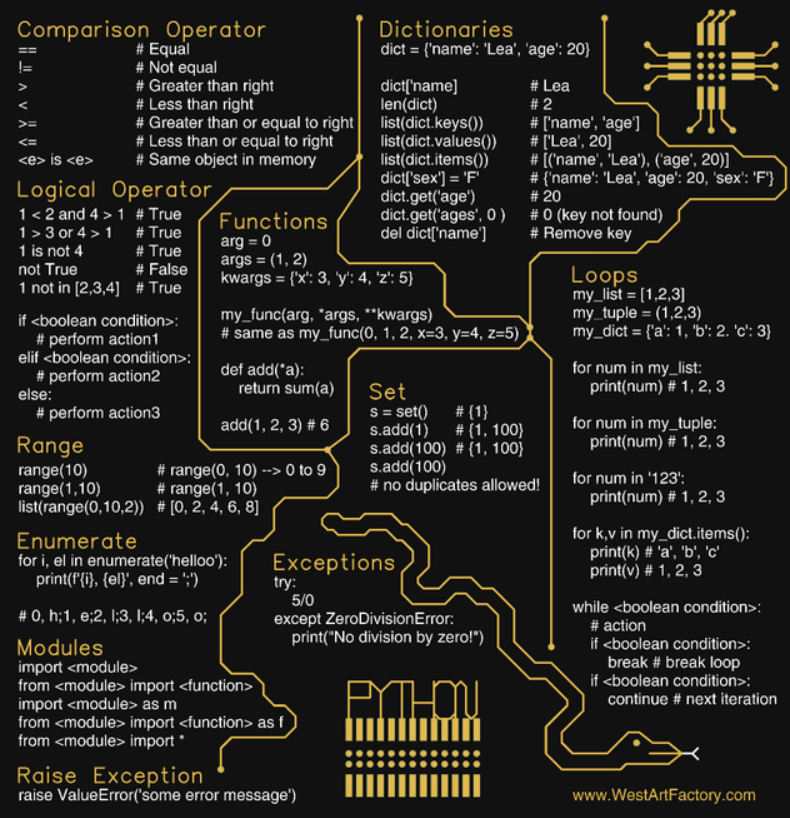 Comparison Operator
== # Equal
!= # Not equal
> # Greater than right
< # Less than right
>= # Greater than or equal to right
<= # Less than or equal to right
<e> is <e> # Same object in memory
Logical Operator
1 < 2 and 4 > 1 # True
1 > 3 or 4 > 1 # True
1 is not 4 # True
not True # False
1 not in [2,3,4] # True
if <boolean condition>:
# perform action1
elif <boolean condition>:
# perform action2
else:
# perform action3
Range
range(10) # range(0, 10) --> 0 to 9
range(1,10) # range(1, 10)
list(range(0,10,2)) # [0, 2, 4, 6, 8]
Enumerate
for i, el in enumerate('helloo'):
print(f'{i}, {el}', end = ';')
# 0, h;1, e;2, l;3, l;4, o;5, o;
Modules
import <module>
from <module> import <function>
import <module> as m
from <module> import <function> as f
from <module> import *
Raise Exception
raise ValueError('some error message')
Functions
arg = 0
args = (1, 2)
kwargs = {'x': 3, 'y': 4, 'z': 5}
my_func(arg, *args, **kwargs)
# same as my_func(0, 1, 2, x=3, y=4, z=5)
def add(*a):
return sum(a)
add(1, 2, 3) # 6
Dictionaries
dict = {'name': 'Lea', 'age': 20}
dict['name] # Lea
len(dict) # 2
list(dict.keys()) # ['name', 'age']
list(dict.values()) # ['Lea', 20]
list(dict.items()) # [('name', 'Lea'), ('age', 20)]
dict['sex'] = 'F' # {'name': 'Lea', 'age': 20, 'sex': 'F'}
dict.get('age') # 20
dict.get('ages', 0 ) # 0 (key not found)
del dict['name'] # Remove key
Set
s = set() # {1}
s.add(1) # {1, 100}
s.add(100) # {1, 100}
s.add(100)
# no duplicates allowed!
Exceptions
try:
5/0
except ZeroDivisionError:
print("No division by zero!")
PYTHON
Loops
my_list = [1,2,3]
my_tuple = (1,2,3)
my_dict = {'a': 1, 'b': 2. 'c': 3}
for num in my_list:
print(num) # 1, 2, 3
for num in my_tuple:
print(num) # 1, 2, 3
for num in '123':
print(num) # 1, 2, 3
for k,v in my_dict.items():
print(k) # 'a', 'b', 'c'
print(v) # 1, 2, 3
while <boolean condition>:
# action
if <boolean condition>:
break # break loop
if <boolean condition>:
continue # next iteration
www.WestArtFactory.com